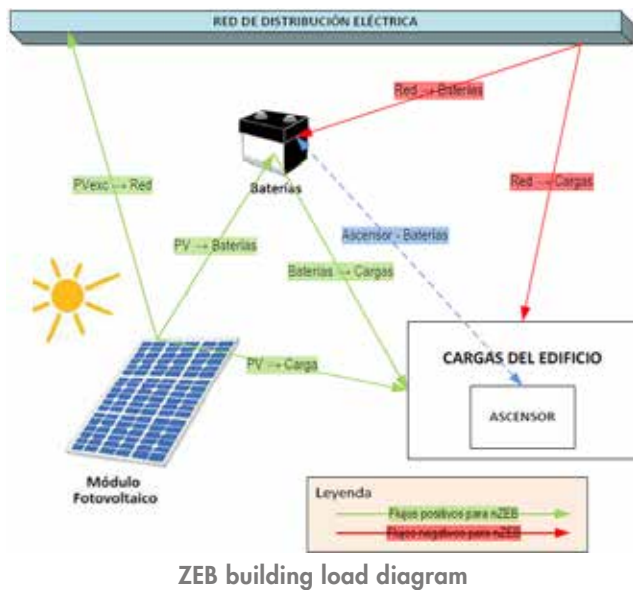 RED DE DISTRIBUCIÓN ELÉCTRICA
Red → Baterías
Baterías
PVexc → Red
Red → Cargas
Ascensor - Baterías
PV → Baterías
Baterías → Cargas
CARGAS DEL EDIFICIO
PV → Carga
ASCENSOR
Módulo
Fotovoltaico
Leyenda
Flujos positivos para nZEB
Flujos negativos para nZEB
ZEB building load diagram